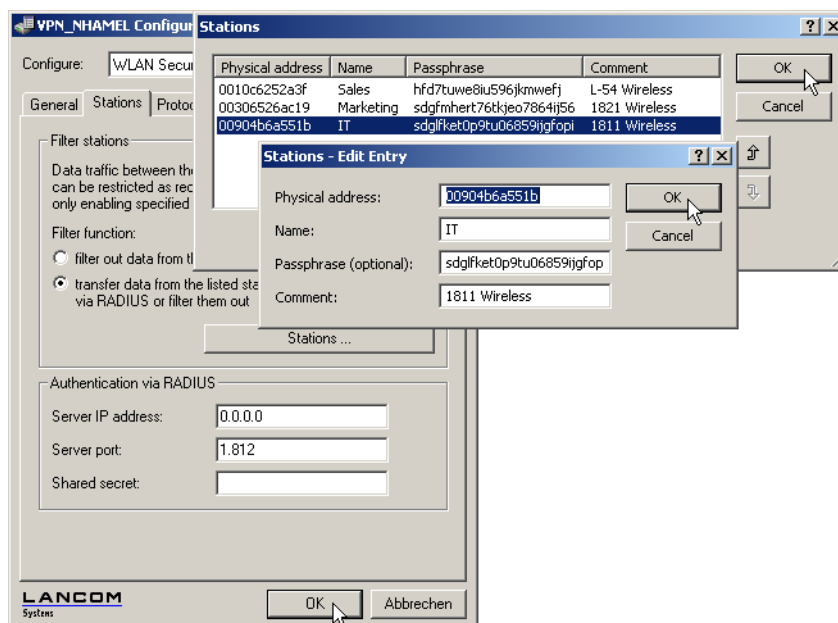 VPN_NHAMEL Configur
Configure: WLAN Secur
General Stations Protoc
Filter stations
Data traffic between th
can be restricted as rec
only enabling specified
Filter function:
filter out data from t
transfer data from the listed sta
via RADIUS or filter them out
Stations ...
Authentication via RADIUS
Server IP address: 0.0.0.0
Server port: 1.812
Shared secret:
LANCOM
Systems
OK Abbrechen
Stations
Physical address Name Passphrase Comment
0010c6252a3f Sales hfd7tuwe8iu596jkmwefj L-54 Wireless
00306526ac19 Marketing sdgfmhert76tkjeo7864ij56 1821 Wireless
00904b6a551b IT sdglfket0p9tu06859ijgfopi 1811 Wireless
OK
Cancel
Stations - Edit Entry
Physical address: 00904b6a551b
Name: IT
Passphrase (optional): sdglfket0p9tu06859ijgfop
Comment: 1811 Wireless
OK
Cancel